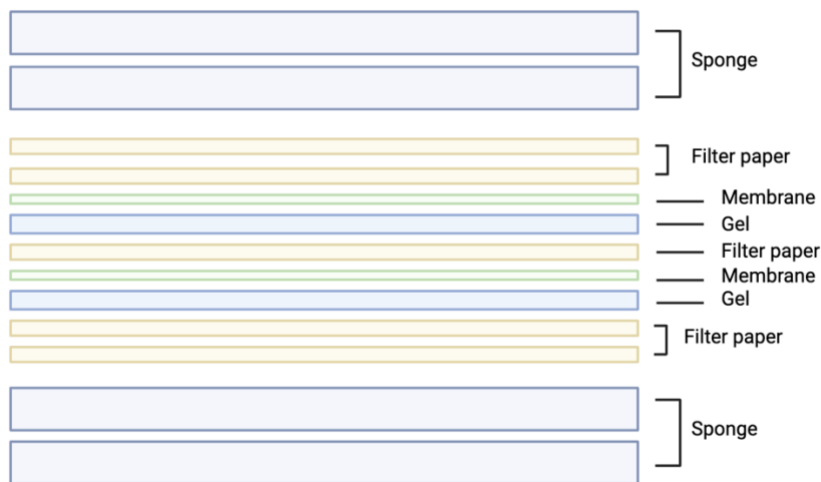 Sponge
Filter paper
Membrane
Gel
Filter paper
Membrane
Gel
Filter paper
Sponge